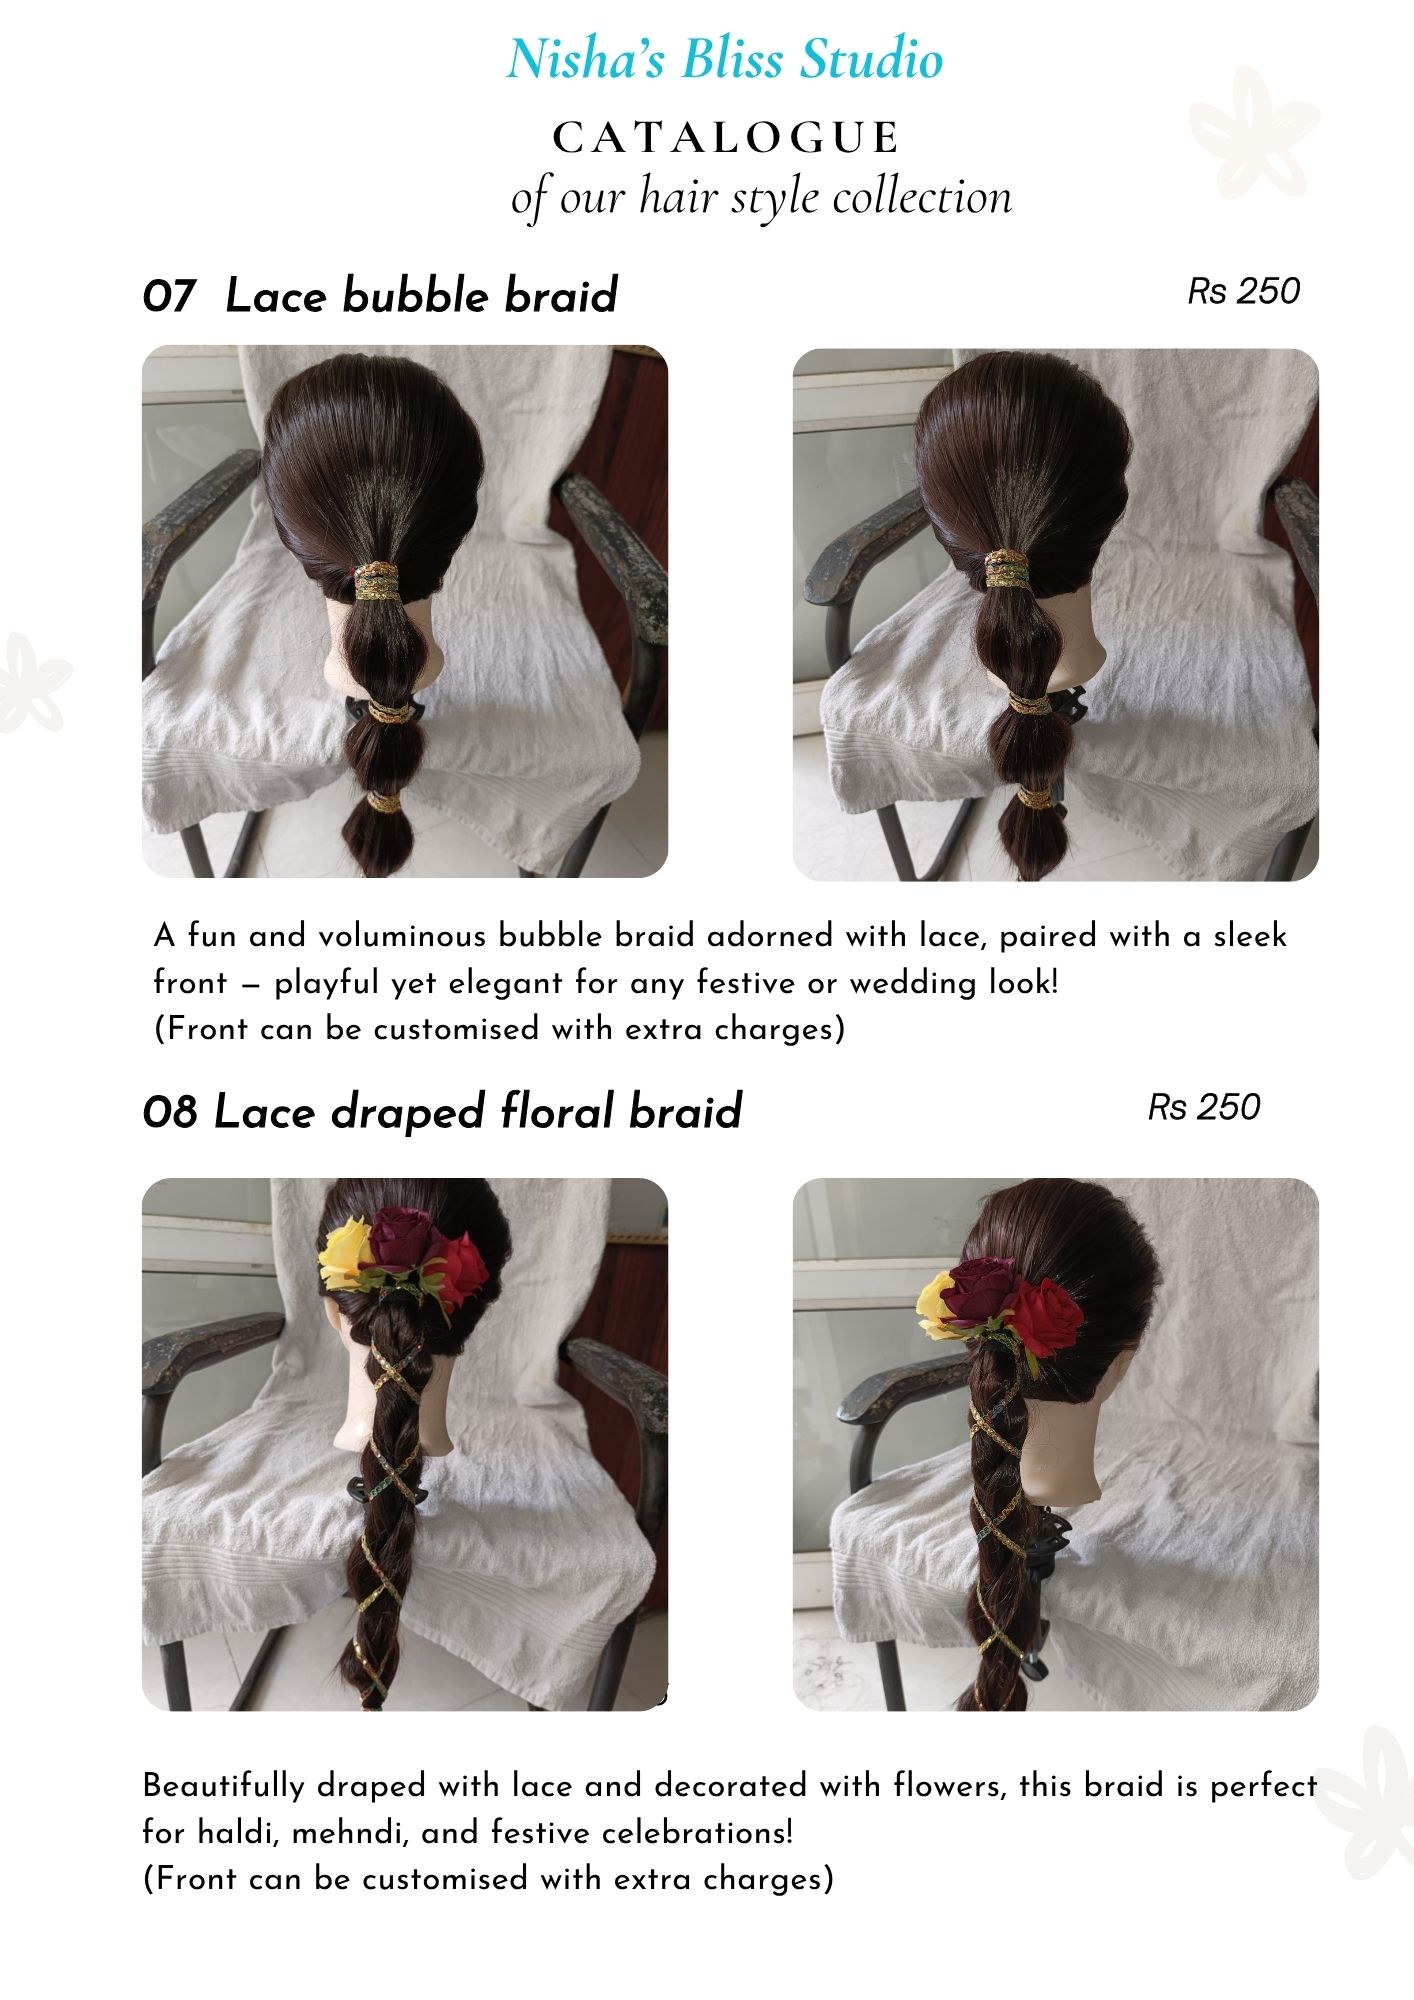 Nisha's Bliss Studio
CATALOGUE
of our hair style collection
07 Lace bubble braid
Rs 250
A fun and voluminous bubble braid adorned with lace, paired with a sleek
front – playful yet elegant for any festive or wedding look!
(Front can be customised with extra charges)
08 Lace draped floral braid
Rs 250
Beautifully draped with lace and decorated with flowers, this braid is perfect
for haldi, mehndi, and festive celebrations!
(Front can be customised with extra charges)